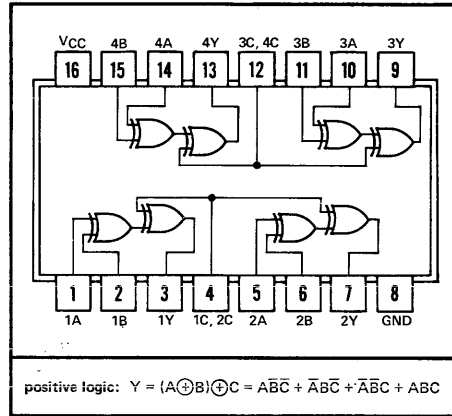 VCC 4B 4A 4Y 3C, 4C 3B 3A 3Y
16 15 14 13 12 11 10 9
1 2 3 4 5 6 7 8
1A 1B 1Y 1C, 2C 2A 2B 2Y GND
positive logic: Y = (A⊕B)⊕C = AB̅C̅ + A̅BC̅ + A̅B̅C + ABC